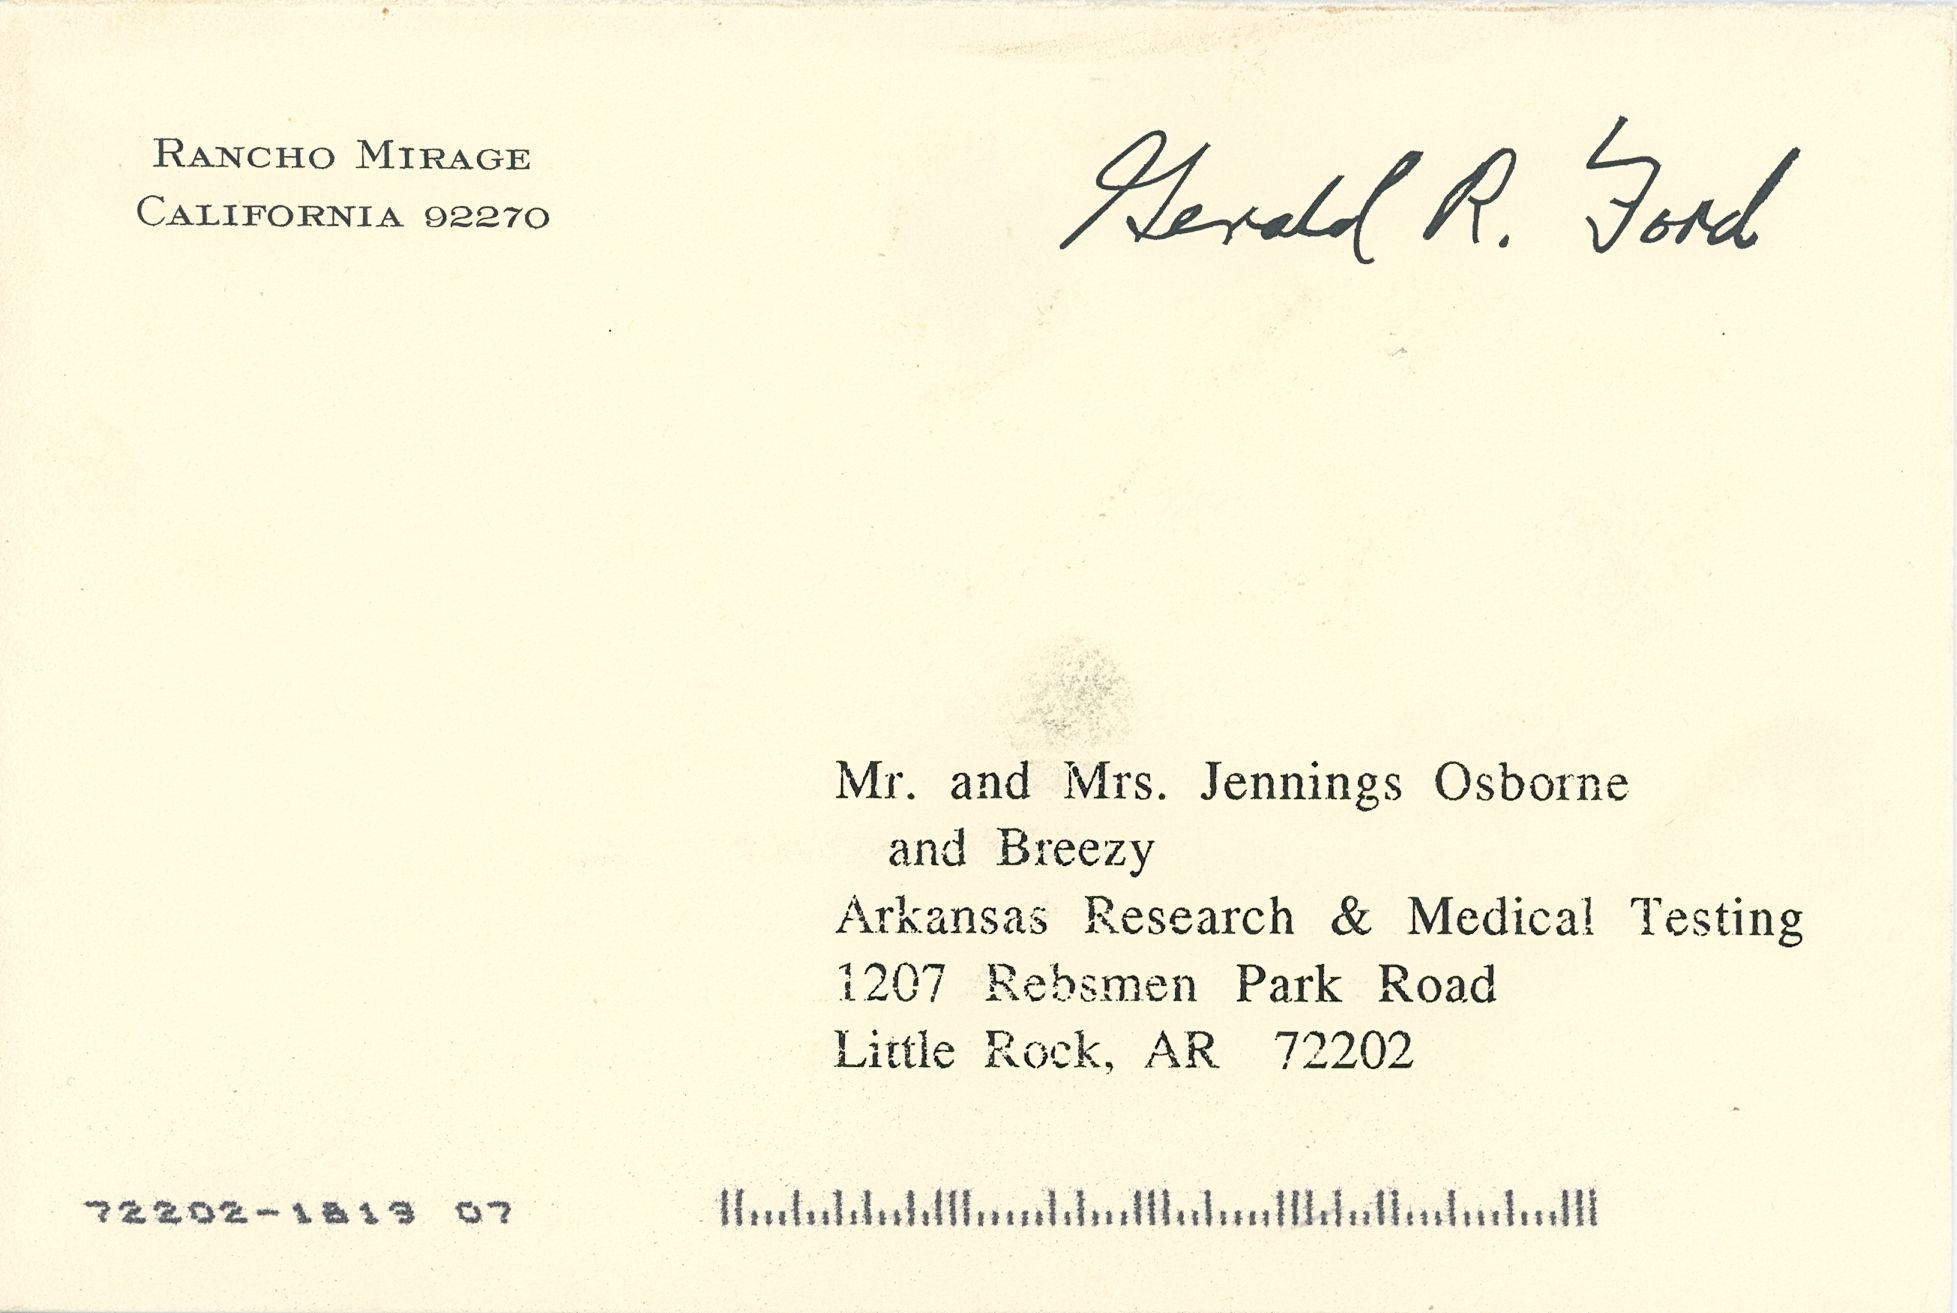 Rancho Mirage
California 92270
Gerald R. Ford
Mr. and Mrs. Jennings Osborne
and Breezy
Arkansas Research & Medical Testing
1207 Rebsmen Park Road
Little Rock, AR 72202
72202-1819 07